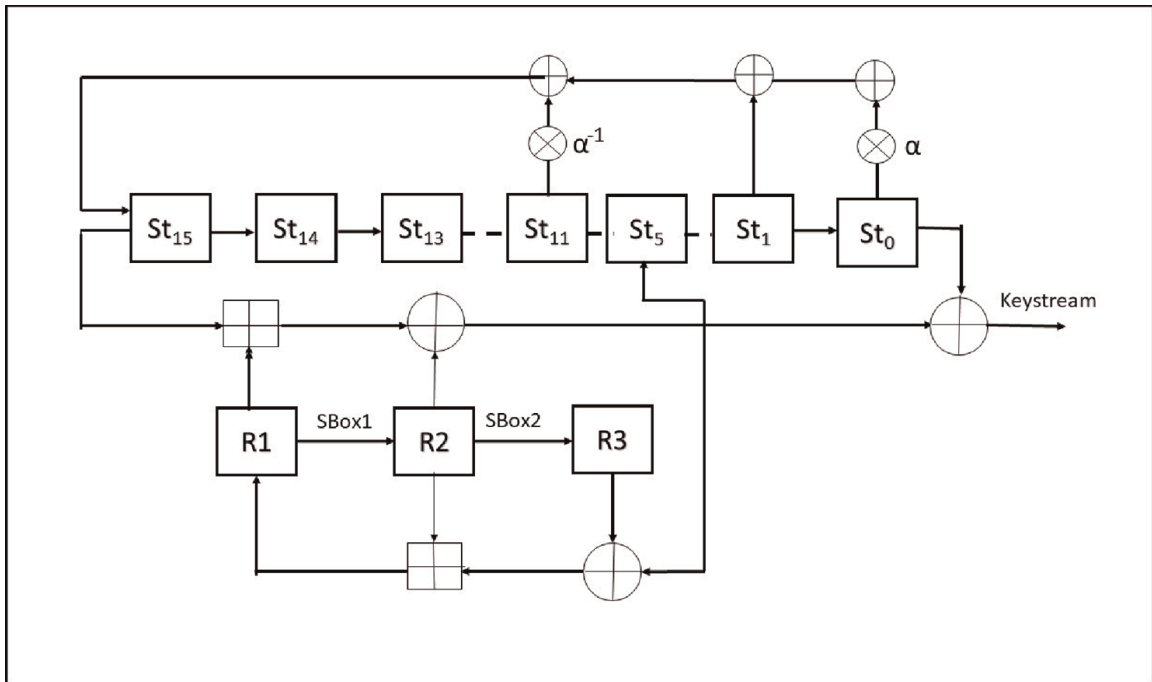 α⁻¹
α
St₁₅
St₁₄
St₁₃
St₁₁
St₅
St₁
St₀
Keystream
R1
SBox1
R2
SBox2
R3